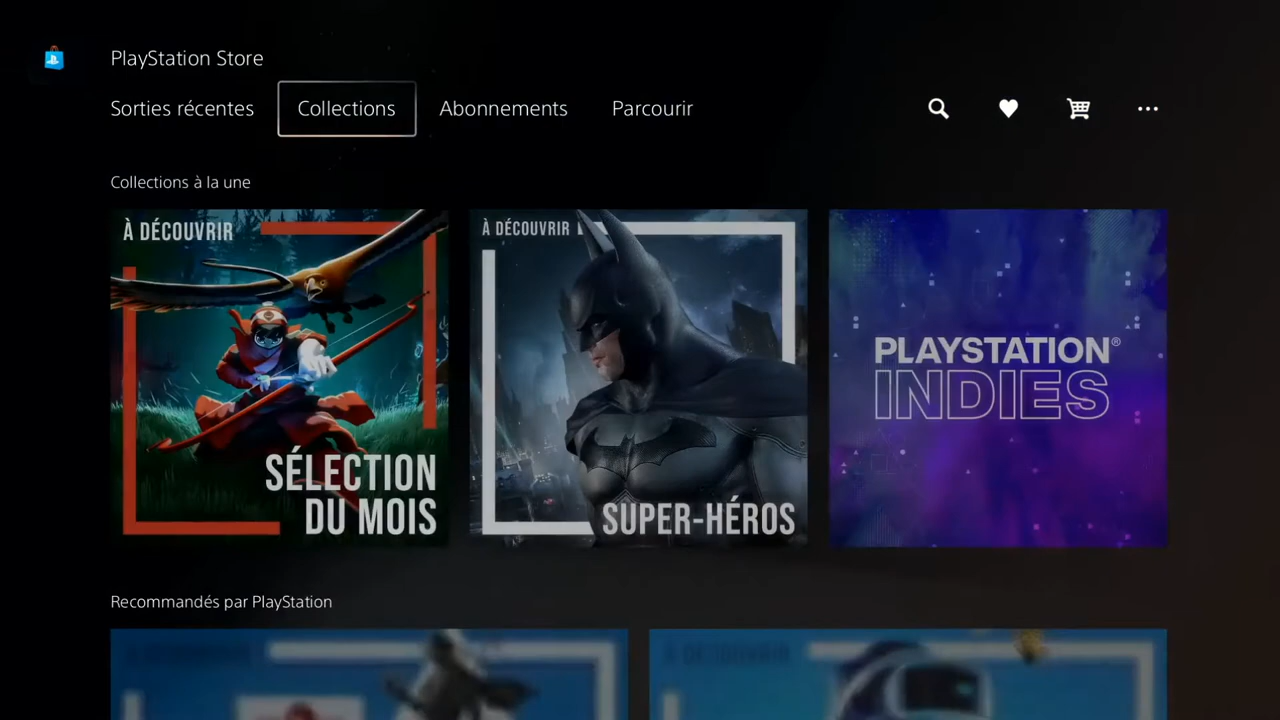 PlayStation Store
Sorties récentes
Collections
Abonnements
Parcourir
Collections à la une
À DÉCOUVRIR
SÉLECTION
DU MOIS
À DÉCOUVRIR
SUPER-HÉROS
PLAYSTATION®
INDIES
Recommandés par PlayStation